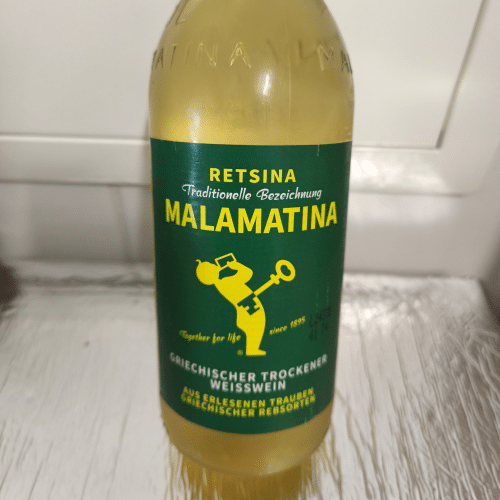 RETSINA
Traditionelle Bezeichnung
MALAMATINA
Together for life
since 1895
®
GRIECHISCHER TROCKENER
WEISSWEIN
AUS ERLESENEN TRAUBEN
GRIECHISCHER REBSORTEN